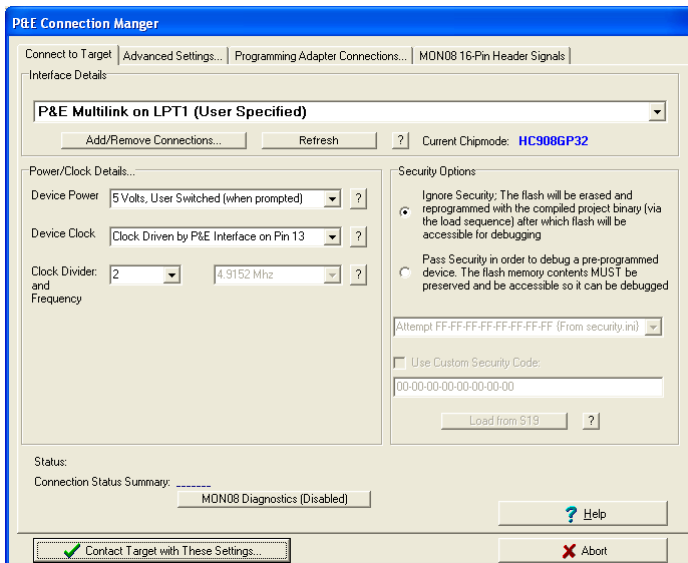 P&E Connection Manger
Connect to Target
Advanced Settings...
Programming Adapter Connections...
MON08 16-Pin Header Signals
Interface Details
P&E Multilink on LPT1 (User Specified)
Add/Remove Connections...
Refresh
?
Current Chipmode: HC908GP32
Power/Clock Details...
Device Power
5 Volts, User Switched (when prompted)
?
Device Clock
Clock Driven by P&E Interface on Pin 13
?
Clock Divider:
and
Frequency
2
4.9152 Mhz
?
Security Options
Ignore Security; The flash will be erased and
reprogrammed with the compiled project binary (via
the load sequence) after which flash will be
accessible for debugging
Pass Security in order to debug a pre-programmed
device. The flash memory contents MUST be
preserved and be accessible so it can be debugged
Attempt FF-FF-FF-FF-FF-FF-FF-FF (From security.ini)
Use Custom Security Code:
00-00-00-00-00-00-00-00
Load from S19
?
Status:
Connection Status Summary: _______
MON08 Diagnostics (Disabled)
? Help
Contact Target with These Settings...
Abort